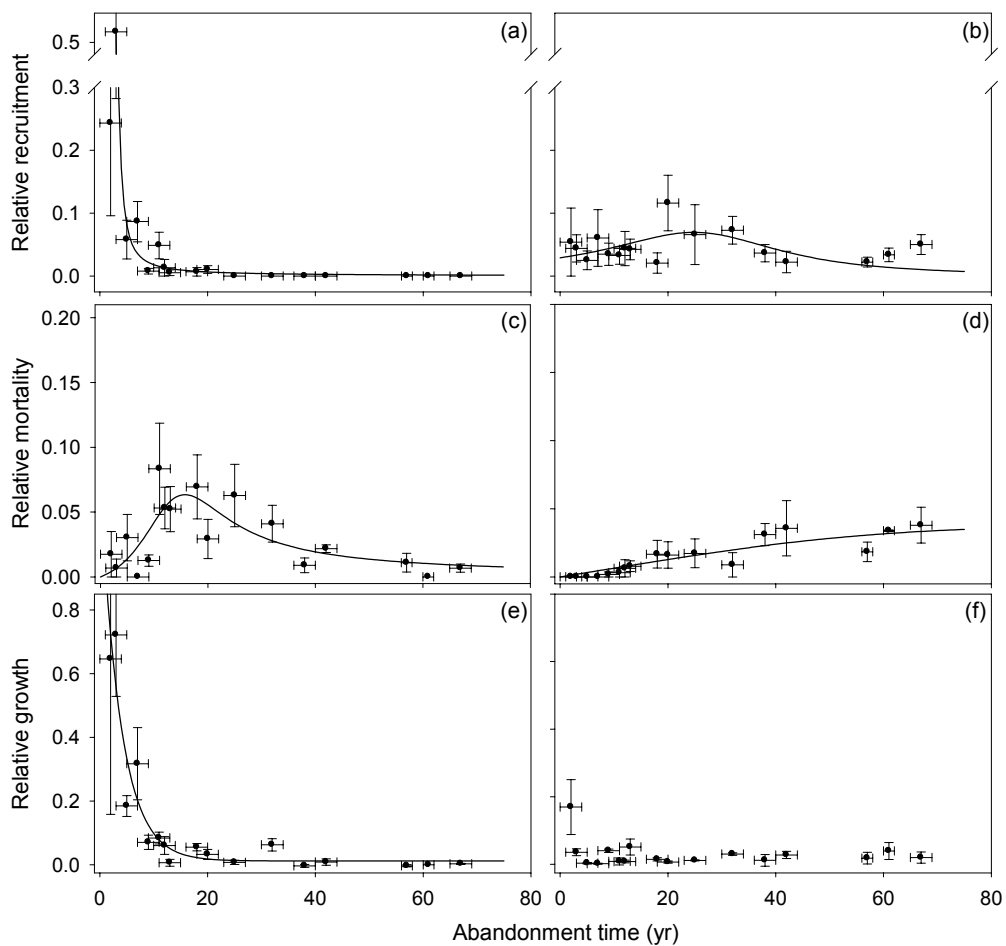 (a)
(b)
0.5
0.3
0.2
0.1
0.0
Relative recruitment
(c)
(d)
0.20
0.15
0.10
0.05
0.00
Relative mortality
(e)
(f)
0.8
0.6
0.4
0.2
0.0
Relative growth
0 20 40 60 80 0 20 40 60 80
Abandonment time (yr)